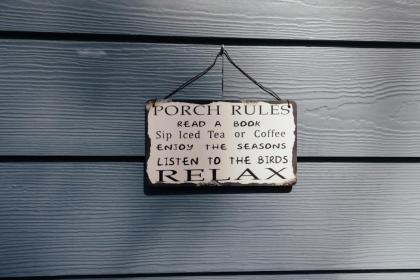 PORCH RULES
READ A BOOK
Sip Iced Tea or Coffee
ENJOY THE SEASONS
LISTEN TO THE BIRDS
RELAX